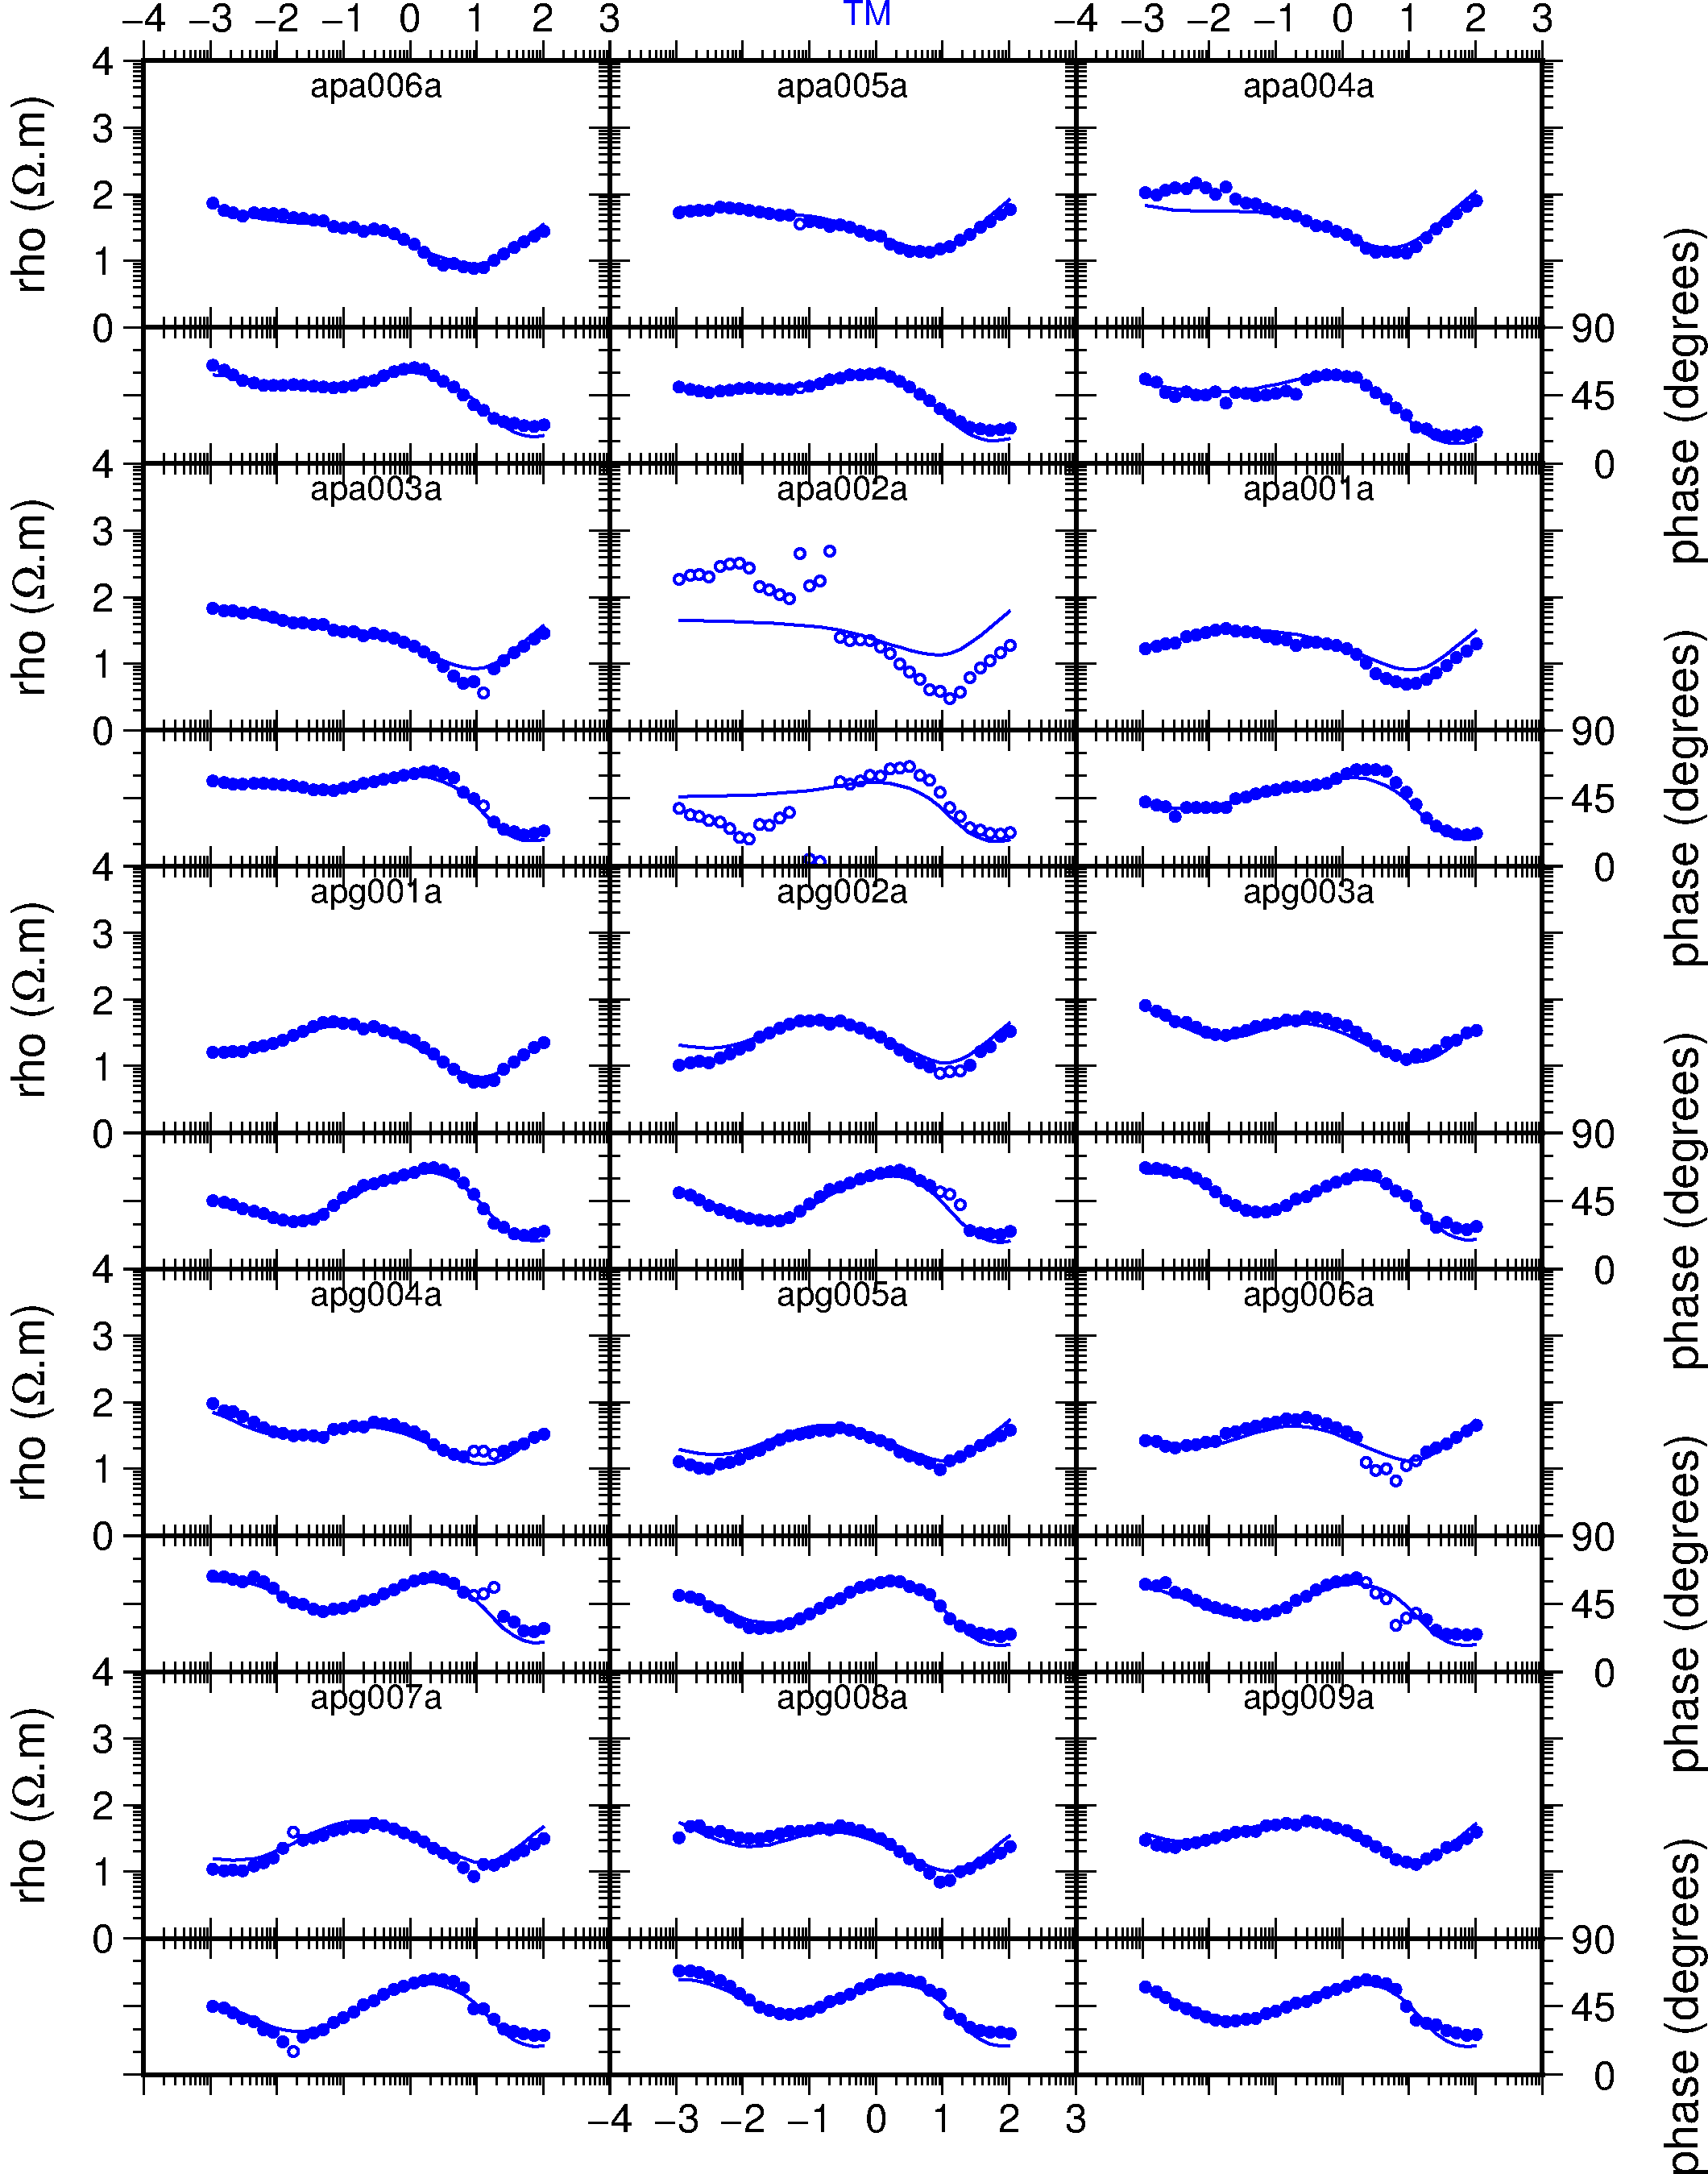 −4 −3 −2 −1 0 1 2 3 TM −4 −3 −2 −1 0 1 2 3
apa006a apa005a apa004a
rho (Ω.m) 4 3 2 1 0
phase (degrees) 90 45 0
apa003a apa002a apa001a
rho (Ω.m) 4 3 2 1 0
phase (degrees) 90 45 0
apg001a apg002a apg003a
rho (Ω.m) 4 3 2 1 0
phase (degrees) 90 45 0
apg004a apg005a apg006a
rho (Ω.m) 4 3 2 1 0
phase (degrees) 90 45 0
apg007a apg008a apg009a
rho (Ω.m) 4 3 2 1 0
phase (degrees) 90 45 0
−4 −3 −2 −1 0 1 2 3